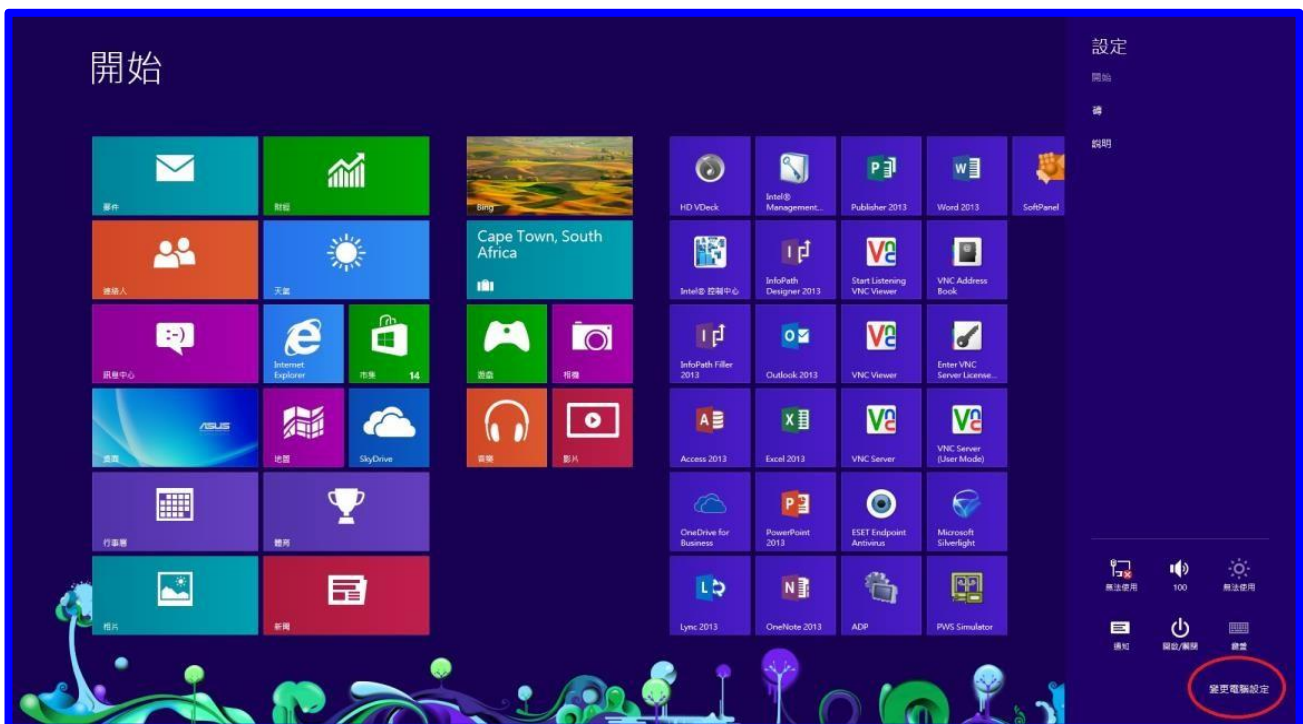 開始
設定
開始
磚
說明
郵件
財經
Bing
HD VDeck
Intel®
Management...
Publisher 2013
Word 2013
SoftPanel
連絡人
天氣
Cape Town, South
Africa
Intel® 控制中心
InfoPath
Designer 2013
Start Listening
VNC Viewer
VNC Address
Book
訊息中心
Internet
Explorer
市集
14
遊戲
相機
InfoPath Filler
2013
Outlook 2013
VNC Viewer
Enter VNC
Server License...
ASUS
桌面
地圖
SkyDrive
音樂
影片
Access 2013
Excel 2013
VNC Server
VNC Server
(User Mode)
行事曆
體育
OneDrive for
Business
PowerPoint
2013
ESET Endpoint
Antivirus
Microsoft
Silverlight
相片
新聞
Lync 2013
OneNote 2013
ADP
PWS Simulator
無法使用
100
無法使用
通知
開啟/關閉
鍵盤
變更電腦設定